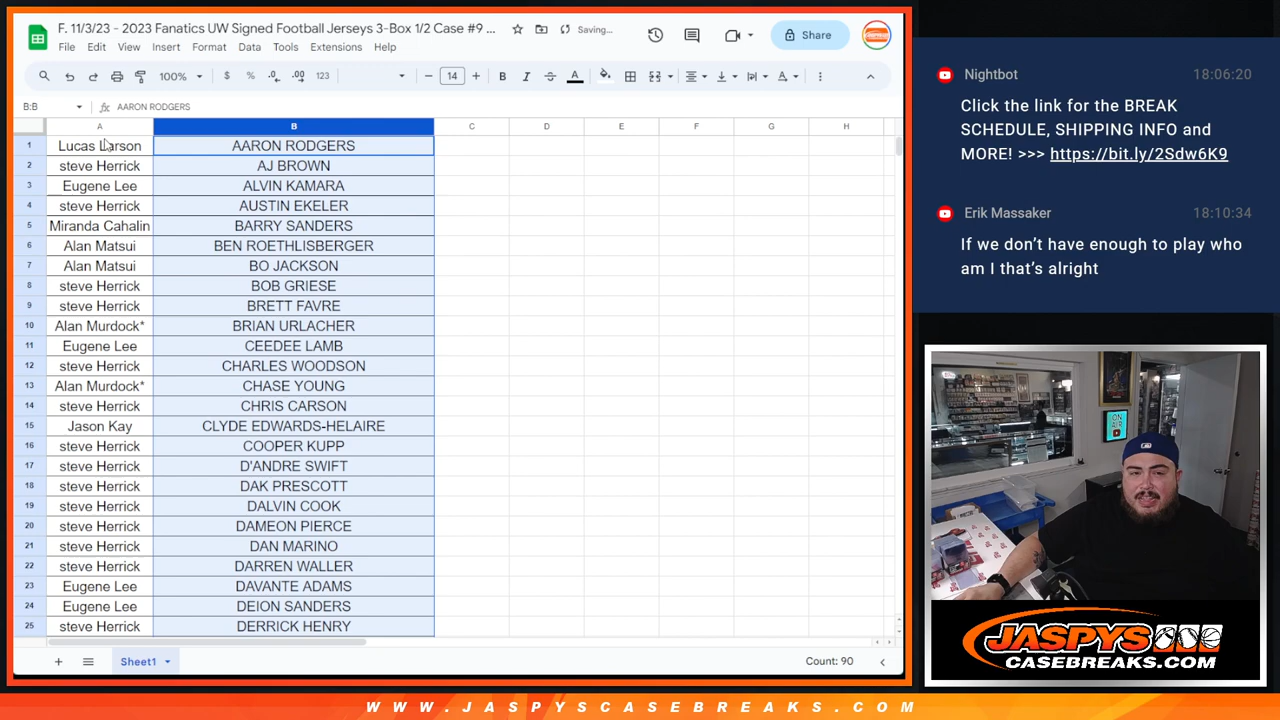 F. 11/3/23 - 2023 Fanatics UW Signed Football Jerseys 3-Box 1/2 Case #9 ...
Saving...
Share
File Edit View Insert Format Data Tools Extensions Help
100% $ % .0 .00 123 14 B I A
B:B fx AARON RODGERS
A B C D E F G H
1 Lucas Larson AARON RODGERS
2 steve Herrick AJ BROWN
3 Eugene Lee ALVIN KAMARA
4 steve Herrick AUSTIN EKELER
5 Miranda Cahalin BARRY SANDERS
6 Alan Matsui BEN ROETHLISBERGER
7 Alan Matsui BO JACKSON
8 steve Herrick BOB GRIESE
9 steve Herrick BRETT FAVRE
10 Alan Murdock* BRIAN URLACHER
11 Eugene Lee CEEDEE LAMB
12 steve Herrick CHARLES WOODSON
13 Alan Murdock* CHASE YOUNG
14 steve Herrick CHRIS CARSON
15 Jason Kay CLYDE EDWARDS-HELAIRE
16 steve Herrick COOPER KUPP
17 steve Herrick D'ANDRE SWIFT
18 steve Herrick DAK PRESCOTT
19 steve Herrick DALVIN COOK
20 steve Herrick DAMEON PIERCE
21 steve Herrick DAN MARINO
22 steve Herrick DARREN WALLER
23 Eugene Lee DAVANTE ADAMS
24 Eugene Lee DEION SANDERS
25 steve Herrick DERRICK HENRY
Sheet1
Count: 90
Nightbot 18:06:20
Click the link for the BREAK
SCHEDULE, SHIPPING INFO and
MORE! >>> https://bit.ly/2Sdw6K9
Erik Massaker 18:10:34
If we don't have enough to play who
am I that's alright
ON
AIR
JASPYS
CASEBREAKS.COM
WWW.JASPYSCASEBREAKS.COM